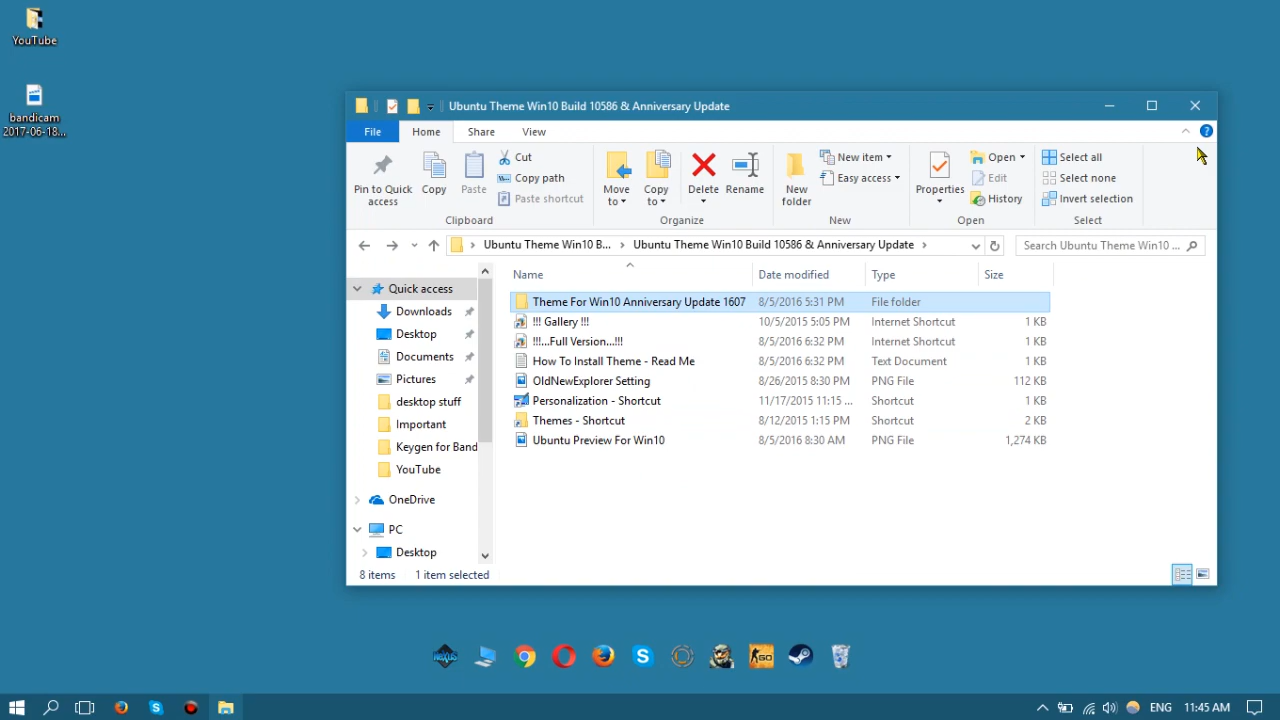 YouTube
bandicam
2017-06-18...
Ubuntu Theme Win10 Build 10586 & Anniversary Update
File
Home
Share
View
Pin to Quick
access
Copy
Paste
Cut
Copy path
Paste shortcut
Clipboard
Move
to
Copy
to
Delete
Rename
Organize
New
folder
New item
Easy access
New
Properties
Open
Edit
History
Open
Select all
Select none
Invert selection
Select
Ubuntu Theme Win10 B...
Ubuntu Theme Win10 Build 10586 & Anniversary Update
Search Ubuntu Theme Win10 ...
Name
Date modified
Type
Size
Quick access
Downloads
Desktop
Documents
Pictures
desktop stuff
Important
Keygen for Band
YouTube
OneDrive
PC
Desktop
Theme For Win10 Anniversary Update 1607 8/5/2016 5:31 PM File folder
!!! Gallery !!! 10/5/2015 5:05 PM Internet Shortcut 1 KB
!!!...Full Version...!!! 8/5/2016 6:32 PM Internet Shortcut 1 KB
How To Install Theme - Read Me 8/5/2016 6:32 PM Text Document 1 KB
OldNewExplorer Setting 8/26/2015 8:30 PM PNG File 112 KB
Personalization - Shortcut 11/17/2015 11:15 ... Shortcut 1 KB
Themes - Shortcut 8/12/2015 1:15 PM Shortcut 2 KB
Ubuntu Preview For Win10 8/5/2016 8:30 AM PNG File 1,274 KB
8 items
1 item selected
NEXUS
GO
ENG
11:45 AM